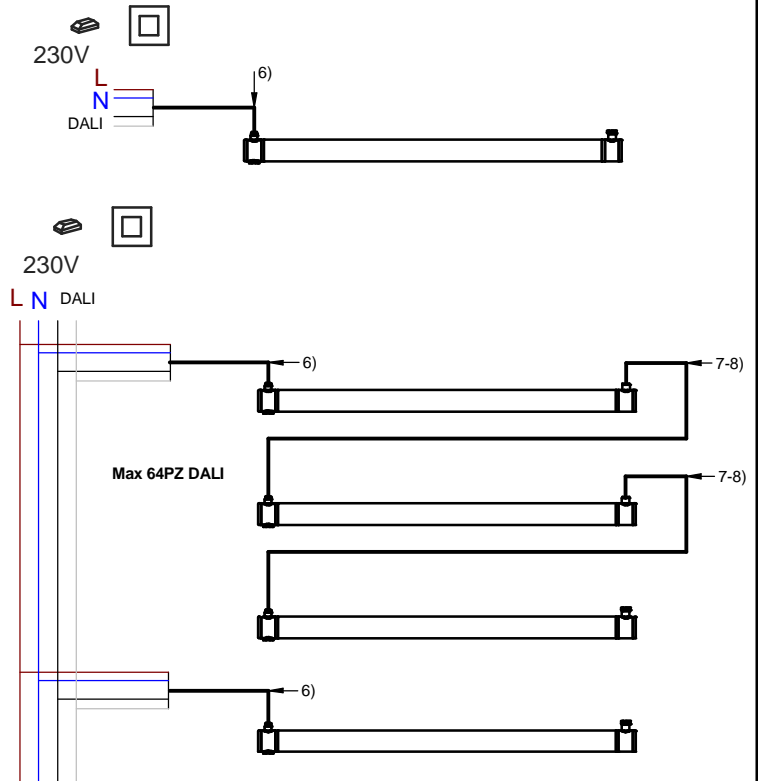 230V
L
N
DALI
6)
230V
L N DALI
6)
7-8)
Max 64PZ DALI
7-8)
6)